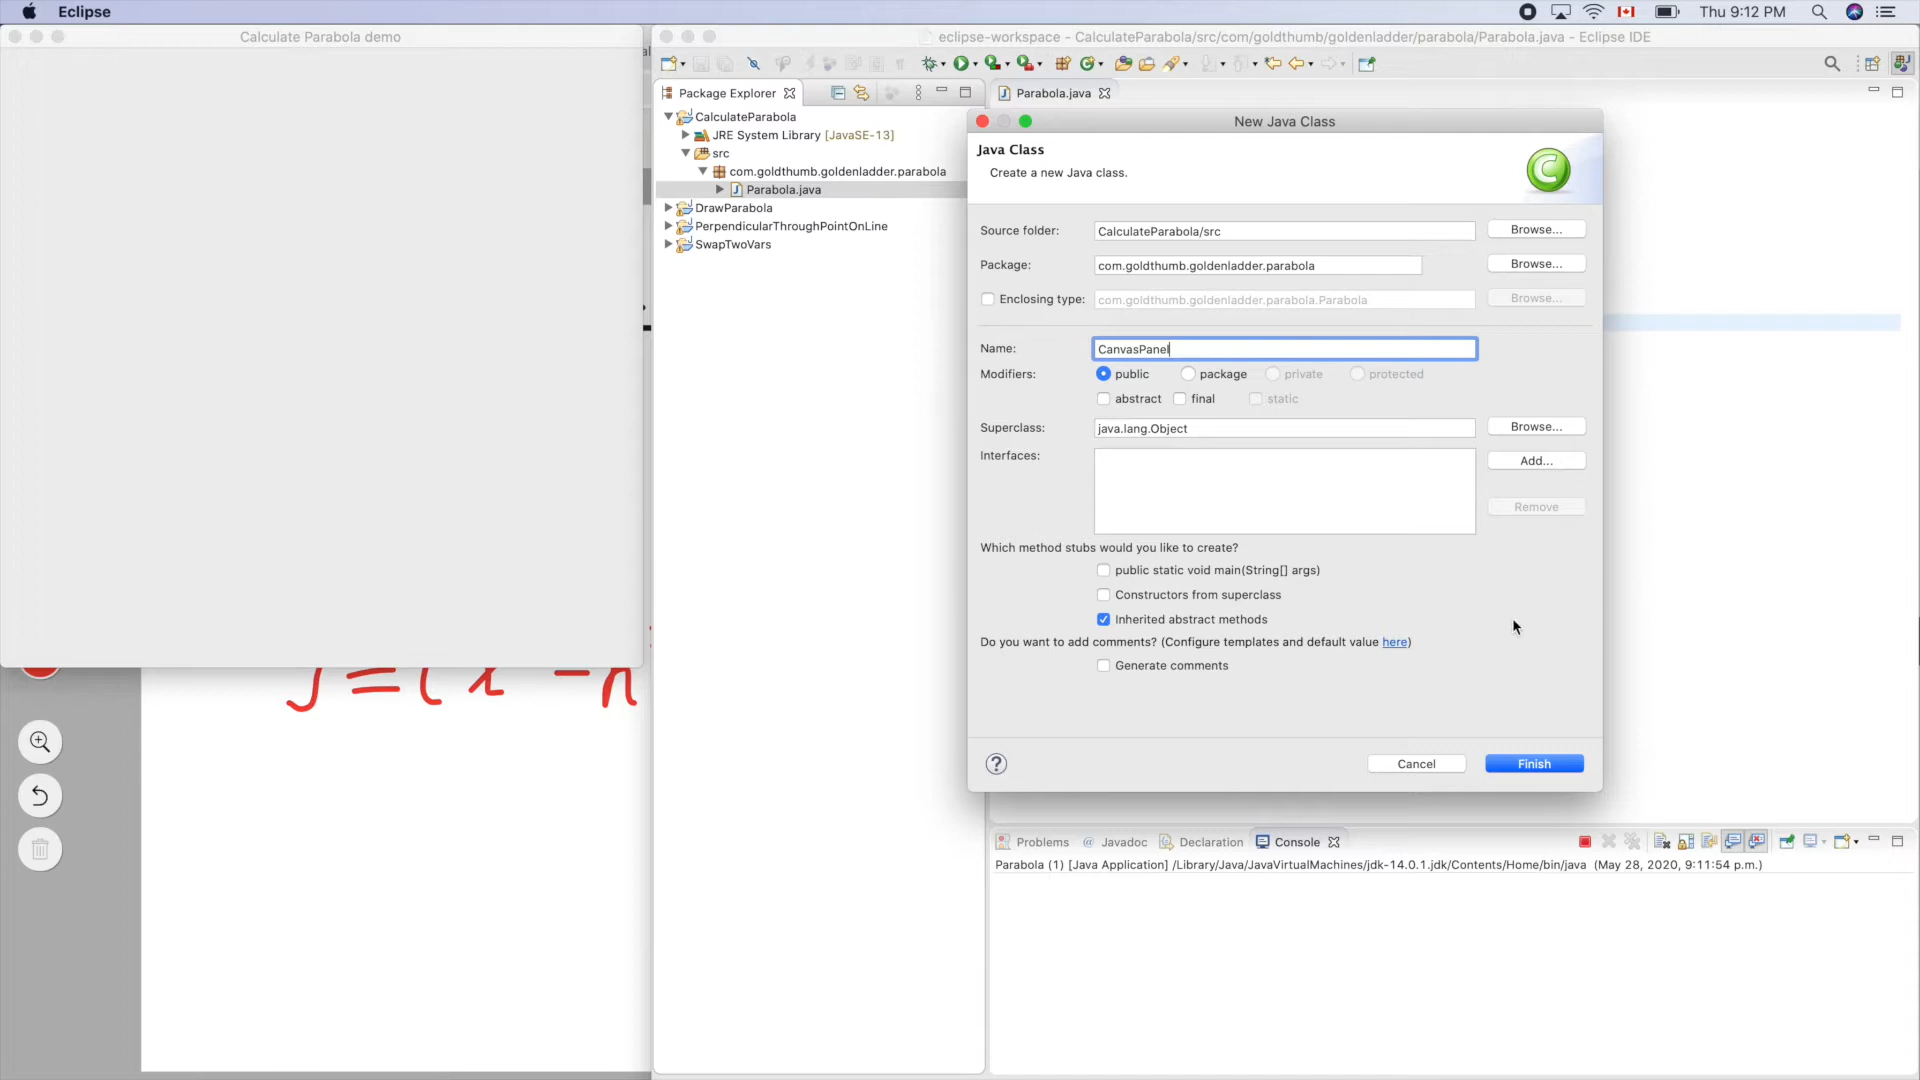 Eclipse
Thu 9:12 PM
Calculate Parabola demo
eclipse-workspace - CalculateParabola/src/com/goldthumb/goldenladder/parabola/Parabola.java - Eclipse IDE
Package Explorer
Parabola.java
CalculateParabola
JRE System Library [JavaSE-13]
src
com.goldthumb.goldenladder.parabola
Parabola.java
DrawParabola
PerpendicularThroughPointOnLine
SwapTwoVars
New Java Class
Java Class
Create a new Java class.
Source folder: CalculateParabola/src Browse...
Package: com.goldthumb.goldenladder.parabola Browse...
Enclosing type: com.goldthumb.goldenladder.parabola.Parabola Browse...
Name: CanvasPanel
Modifiers: public package private protected
abstract final static
Superclass: java.lang.Object Browse...
Interfaces: Add...
Remove
Which method stubs would you like to create?
public static void main(String[] args)
Constructors from superclass
Inherited abstract methods
Do you want to add comments? (Configure templates and default value here)
Generate comments
? Cancel Finish
Problems @ Javadoc Declaration Console
Parabola (1) [Java Application] /Library/Java/JavaVirtualMachines/jdk-14.0.1.jdk/Contents/Home/bin/java (May 28, 2020, 9:11:54 p.m.)